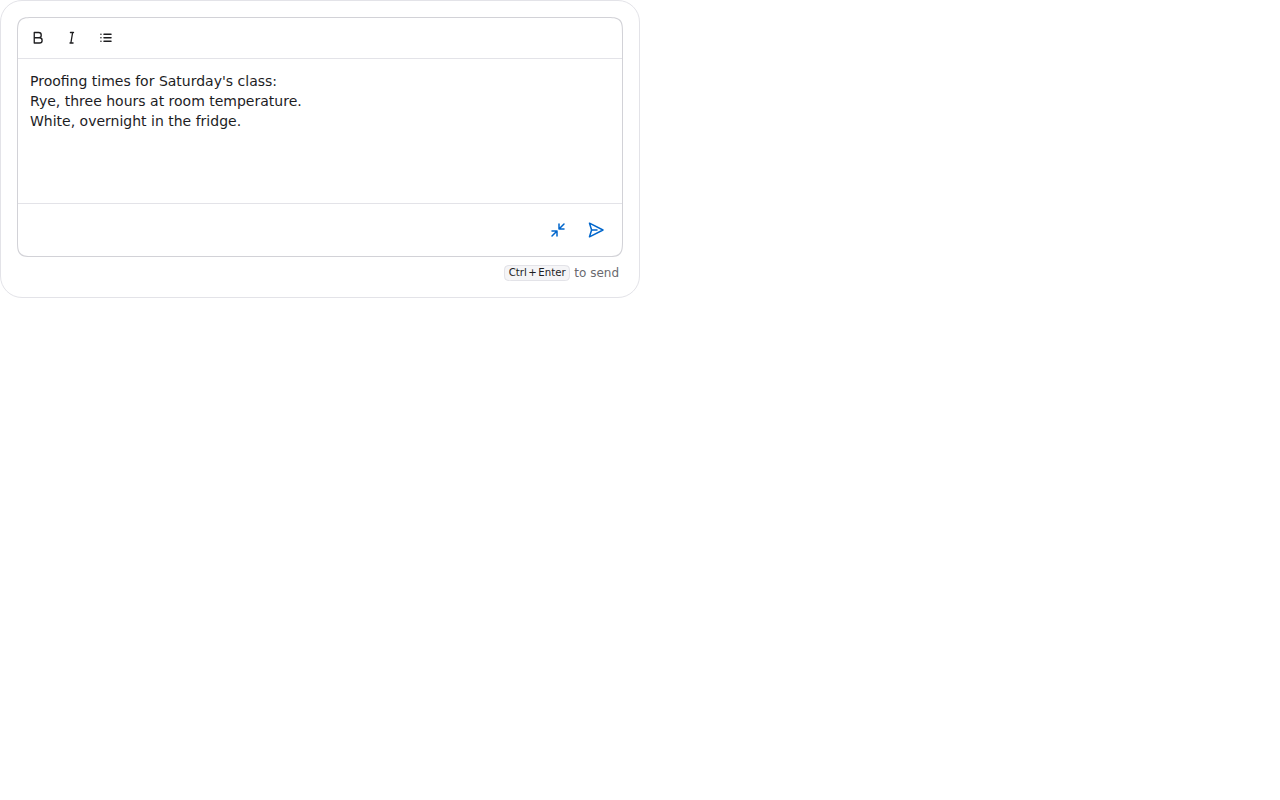 Proofing times for Saturday's class:
Rye, three hours at room temperature.
White, overnight in the fridge.
Ctrl+Enter to send